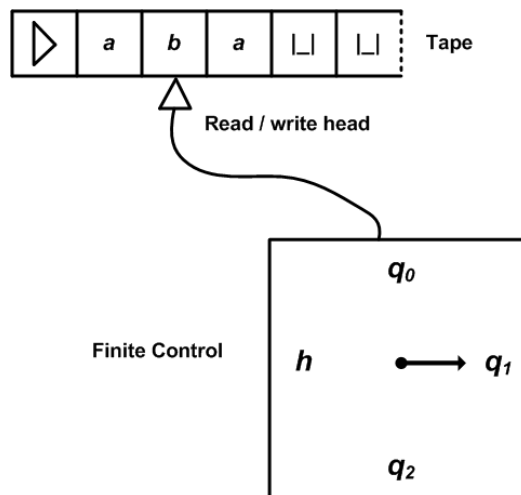 ▷ a b a |_| |_| Tape
Read / write head
q0
Finite Control h q1
q2